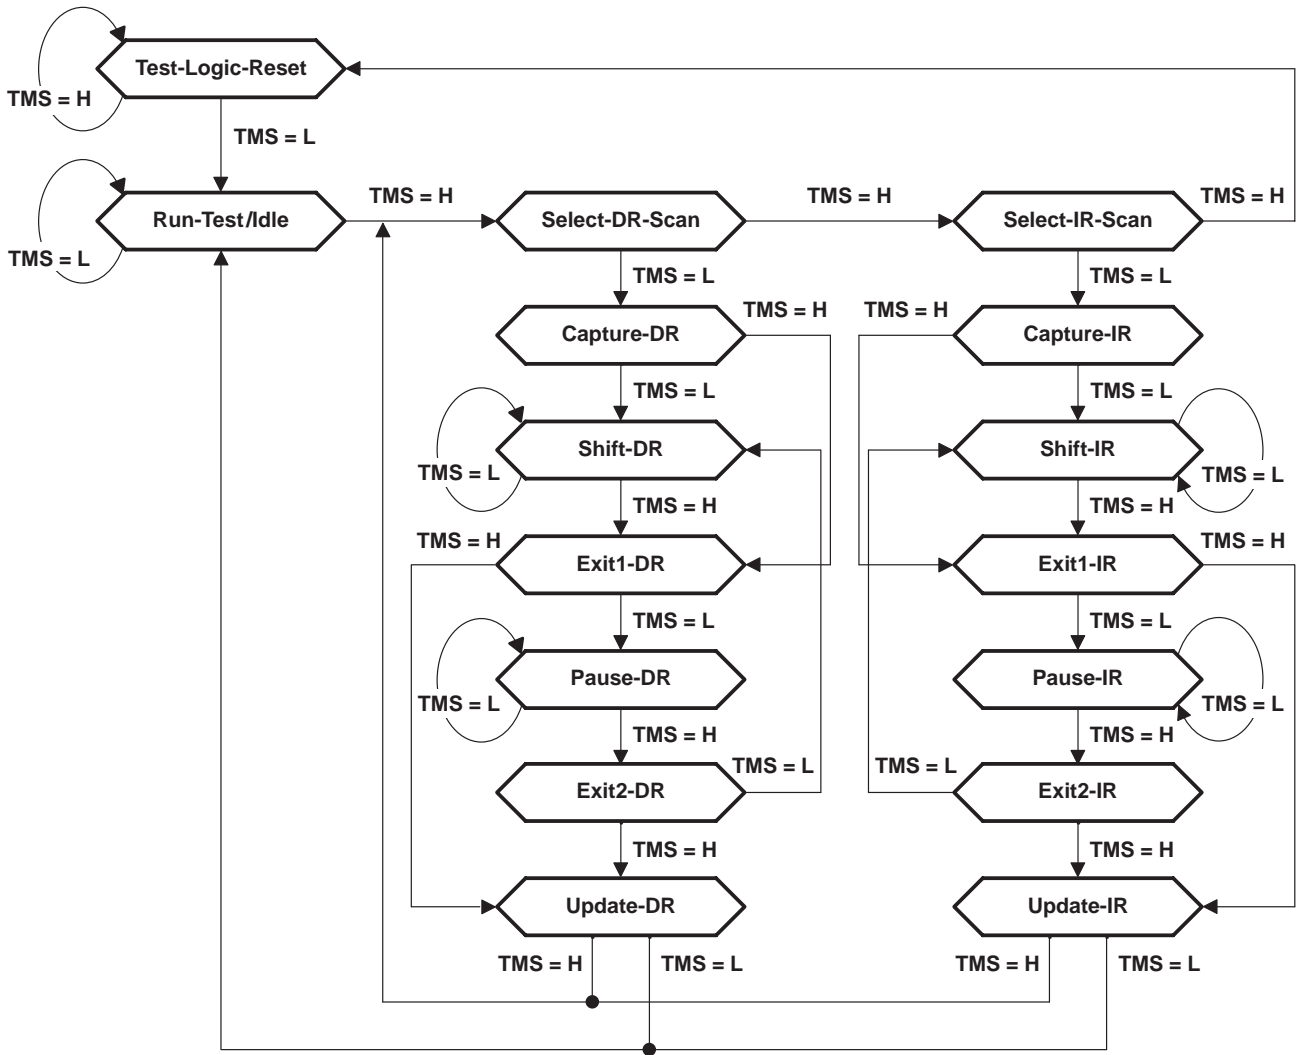 Test-Logic-Reset
TMS = H
TMS = L
TMS = H
TMS = H
TMS = H
Run-Test/Idle
Select-DR-Scan
Select-IR-Scan
TMS = L
TMS = L
TMS = L
TMS = H
TMS = H
Capture-DR
Capture-IR
TMS = L
TMS = L
Shift-DR
Shift-IR
TMS = L
TMS = L
TMS = H
TMS = H
TMS = H
TMS = H
Exit1-DR
Exit1-IR
TMS = L
TMS = L
Pause-DR
Pause-IR
TMS = L
TMS = L
TMS = H
TMS = H
TMS = L
TMS = L
Exit2-DR
Exit2-IR
TMS = H
TMS = H
Update-DR
Update-IR
TMS = H
TMS = L
TMS = H
TMS = L